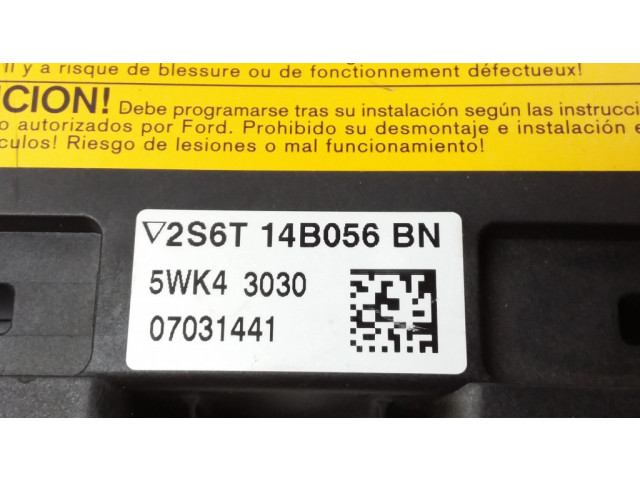 Il y a risque de blessure ou de fonctionnement défectueux!
CION! Debe programarse tras su instalación según las instrucci
o autorizados por Ford. Prohibido su desmontaje e instalación e
culos! Riesgo de lesiones o mal funcionamiento!
▽2S6T 14B056 BN
5WK4 3030
07031441